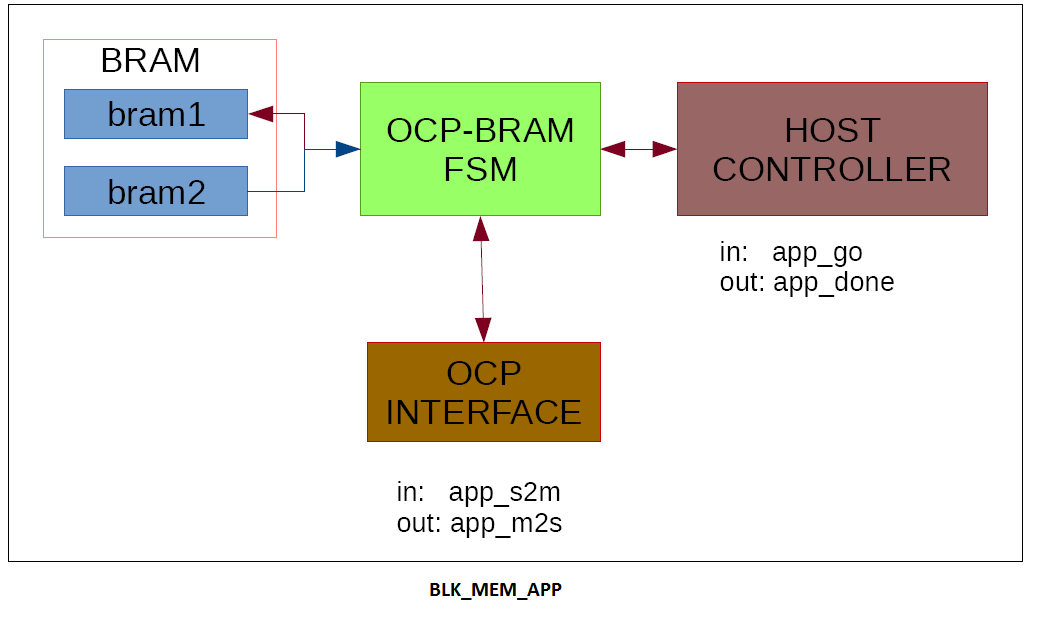 BRAM
bram1
bram2
OCP-BRAM
FSM
HOST
CONTROLLER
in: app_go
out: app_done
OCP
INTERFACE
in: app_s2m
out: app_m2s
BLK_MEM_APP